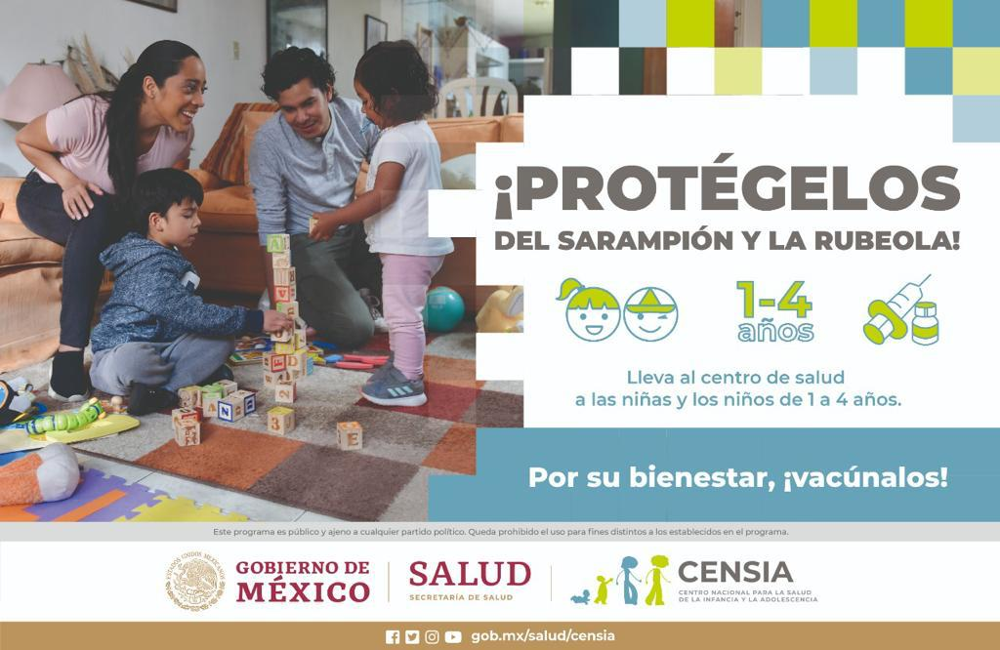 ¡PROTÉGELOS
DEL SARAMPIÓN Y LA RUBEOLA!
1-4
años
Lleva al centro de salud
a las niñas y los niños de 1 a 4 años.
Por su bienestar, ¡vacúnalos!
Este programa es público y ajeno a cualquier partido político. Queda prohibido el uso para fines distintos a los establecidos en el programa.
ESTADOS UNIDOS MEXICANOS
GOBIERNO DE
MÉXICO
SALUD
SECRETARÍA DE SALUD
CENSIA
CENTRO NACIONAL PARA LA SALUD
DE LA INFANCIA Y LA ADOLESCENCIA
gob.mx/salud/censia